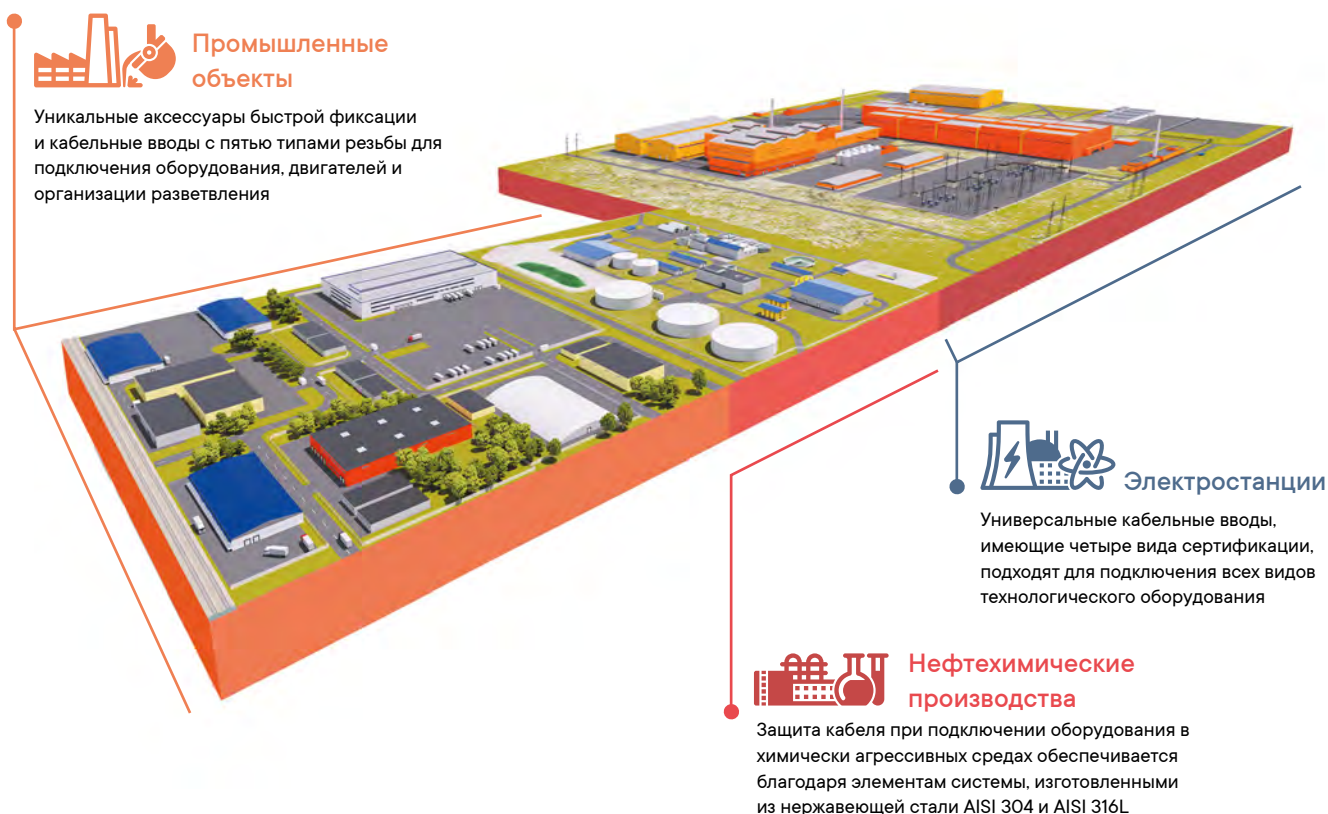 Промышленные
объекты
Уникальные аксессуары быстрой фиксации
и кабельные вводы с пятью типами резьбы для
подключения оборудования, двигателей и
организации разветвления
Электростанции
Универсальные кабельные вводы,
имеющие четыре вида сертификации,
подходят для подключения всех видов
технологического оборудования
Нефтехимические
производства
Защита кабеля при подключении оборудования в
химически агрессивных средах обеспечивается
благодаря элементам системы, изготовленными
из нержавеющей стали AISI 304 и AISI 316L